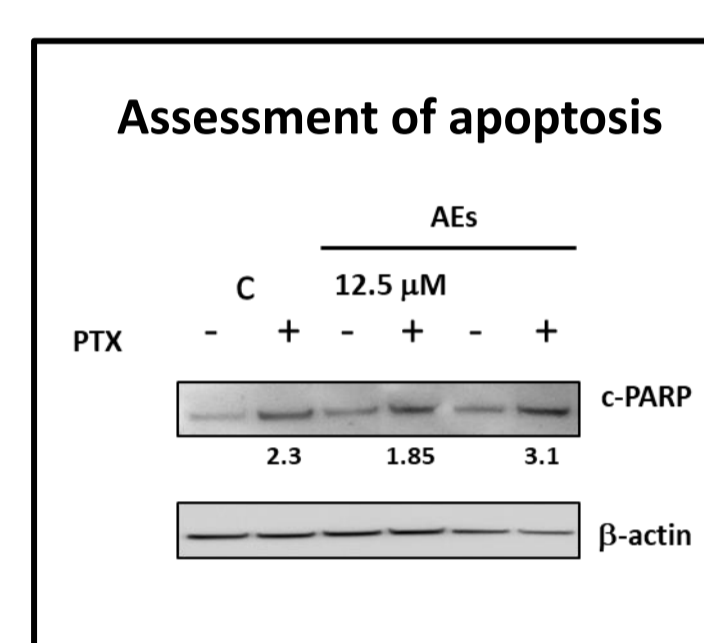 Assessment of apoptosis
AEs
C 12.5 μM
PTX - + - + - +
c-PARP
2.3 1.85 3.1
β-actin